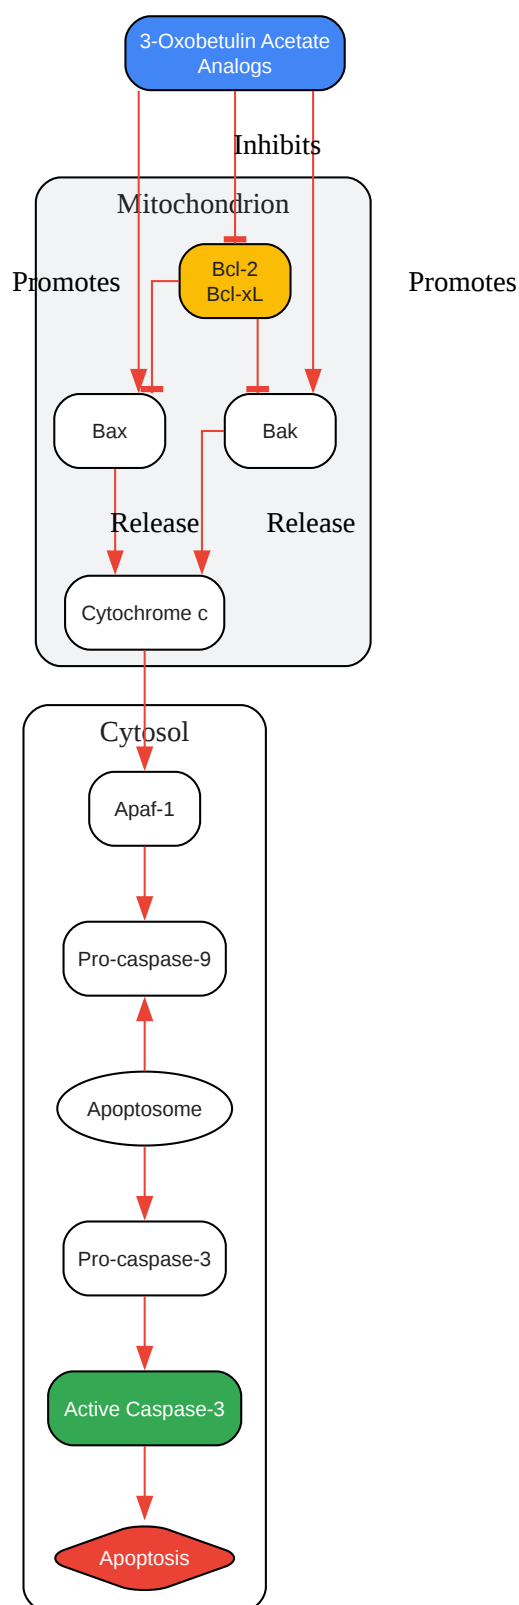 3-Oxobetulin Acetate
Analogs
Inhibits
Mitochondrion
Promotes
Bcl-2
Bcl-xL
Promotes
Bax
Bak
Release
Release
Cytochrome c
Cytosol
Apaf-1
Pro-caspase-9
Apoptosome
Pro-caspase-3
Active Caspase-3
Apoptosis